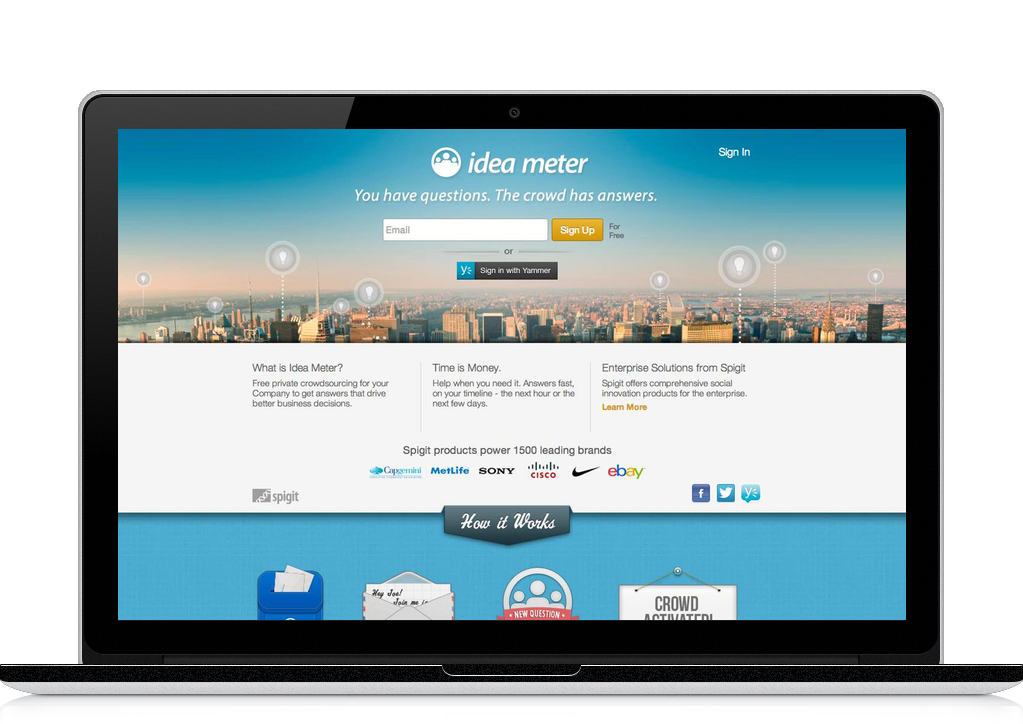 idea meter
Sign In
You have questions. The crowd has answers.
Email
Sign Up
For
Free
or
Sign in with Yammer
What is Idea Meter?
Free private crowdsourcing for your
Company to get answers that drive
better business decisions.
Time is Money.
Help when you need it. Answers fast,
on your timeline - the next hour or the
next few days.
Enterprise Solutions from Spigit
Spigit offers comprehensive social
innovation products for the enterprise.
Learn More
Spigit products power 1500 leading brands
Capgemini
MetLife
SONY
CISCO
ebay
spigit
How it Works
Hey Joe!
Join me in
NEW QUESTION
CROWD
ACTIVATED!